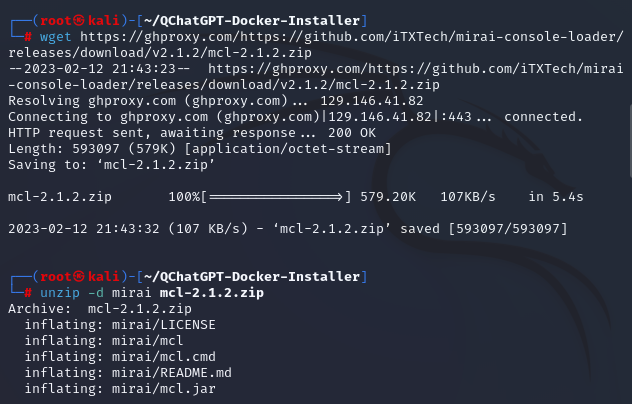 ┌──(root㉿kali)-[~/QChatGPT-Docker-Installer]
└─# wget https://ghproxy.com/https://github.com/iTXTech/mirai-console-loader/
releases/download/v2.1.2/mcl-2.1.2.zip
--2023-02-12 21:43:23--  https://ghproxy.com/https://github.com/iTXTech/mirai
-console-loader/releases/download/v2.1.2/mcl-2.1.2.zip
Resolving ghproxy.com (ghproxy.com)... 129.146.41.82
Connecting to ghproxy.com (ghproxy.com)|129.146.41.82|:443... connected.
HTTP request sent, awaiting response... 200 OK
Length: 593097 (579K) [application/octet-stream]
Saving to: ‘mcl-2.1.2.zip’
mcl-2.1.2.zip       100%[================>] 579.20K   107KB/s    in 5.4s
2023-02-12 21:43:32 (107 KB/s) - ‘mcl-2.1.2.zip’ saved [593097/593097]
┌──(root㉿kali)-[~/QChatGPT-Docker-Installer]
└─# unzip -d mirai mcl-2.1.2.zip
Archive:  mcl-2.1.2.zip
  inflating: mirai/LICENSE
  inflating: mirai/mcl
  inflating: mirai/mcl.cmd
  inflating: mirai/README.md
  inflating: mirai/mcl.jar